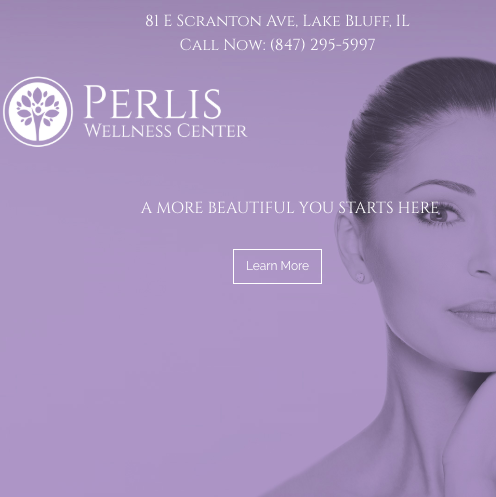 81 E Scranton Ave, Lake Bluff, IL
Call Now: (847) 295-5997
Perlis
Wellness Center
A MORE BEAUTIFUL YOU STARTS HERE
Learn More